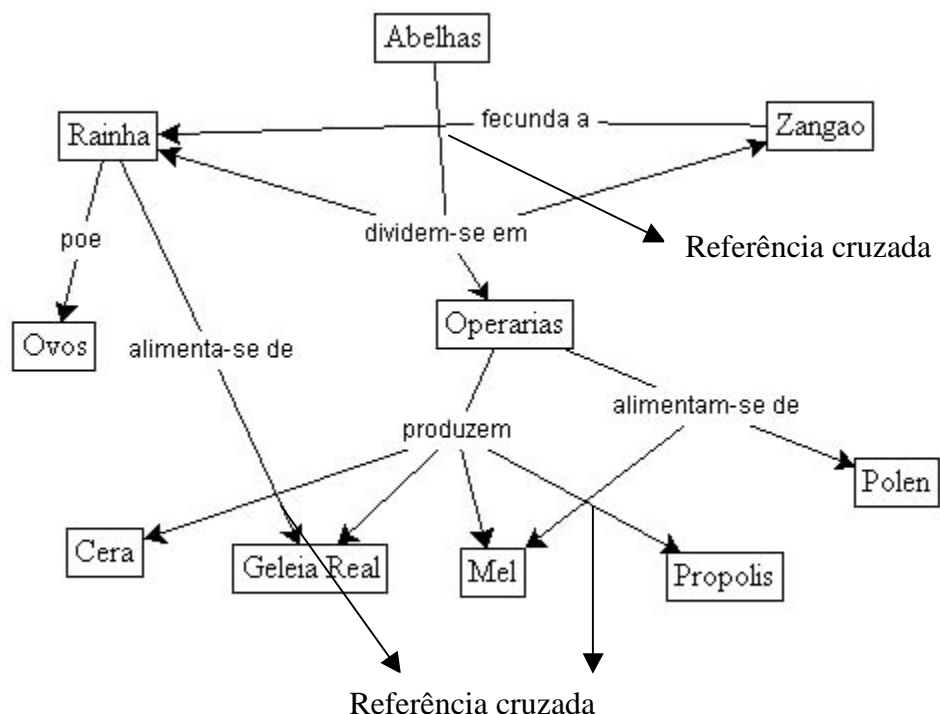 Abelhas
fecunda a
Rainha
Zangao
poe
dividem-se em
Referência cruzada
Operarias
Ovos
alimenta-se de
alimentam-se de
produzem
Polen
Cera
Geleia Real
Mel
Propolis
Referência cruzada